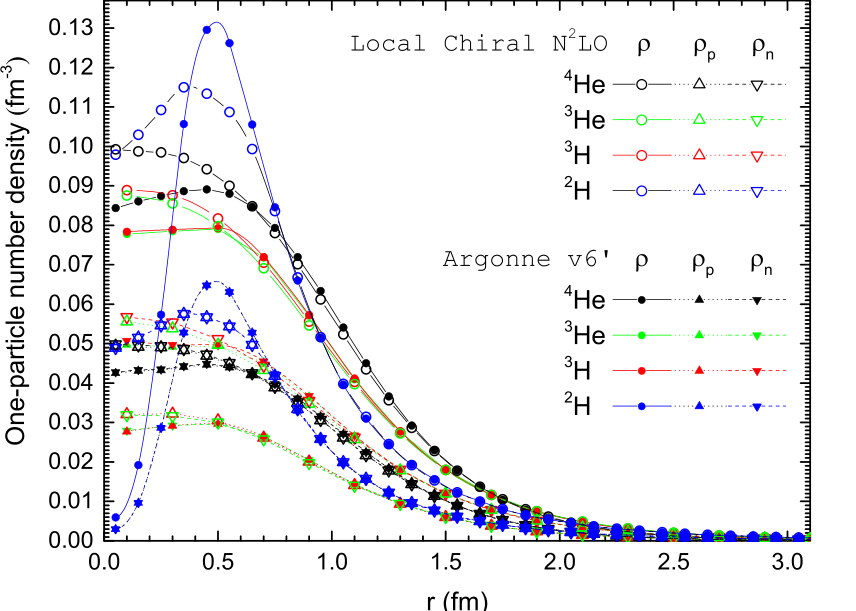 One-particle number density (fm⁻³)
0.13
0.12
0.11
0.10
0.09
0.08
0.07
0.06
0.05
0.04
0.03
0.02
0.01
0.00
Local Chiral N²LO ρ ρₚ ρₙ
⁴He
³He
³H
²H
Argonne v6' ρ ρₚ ρₙ
⁴He
³He
³H
²H
0.0 0.5 1.0 1.5 2.0 2.5 3.0
r (fm)